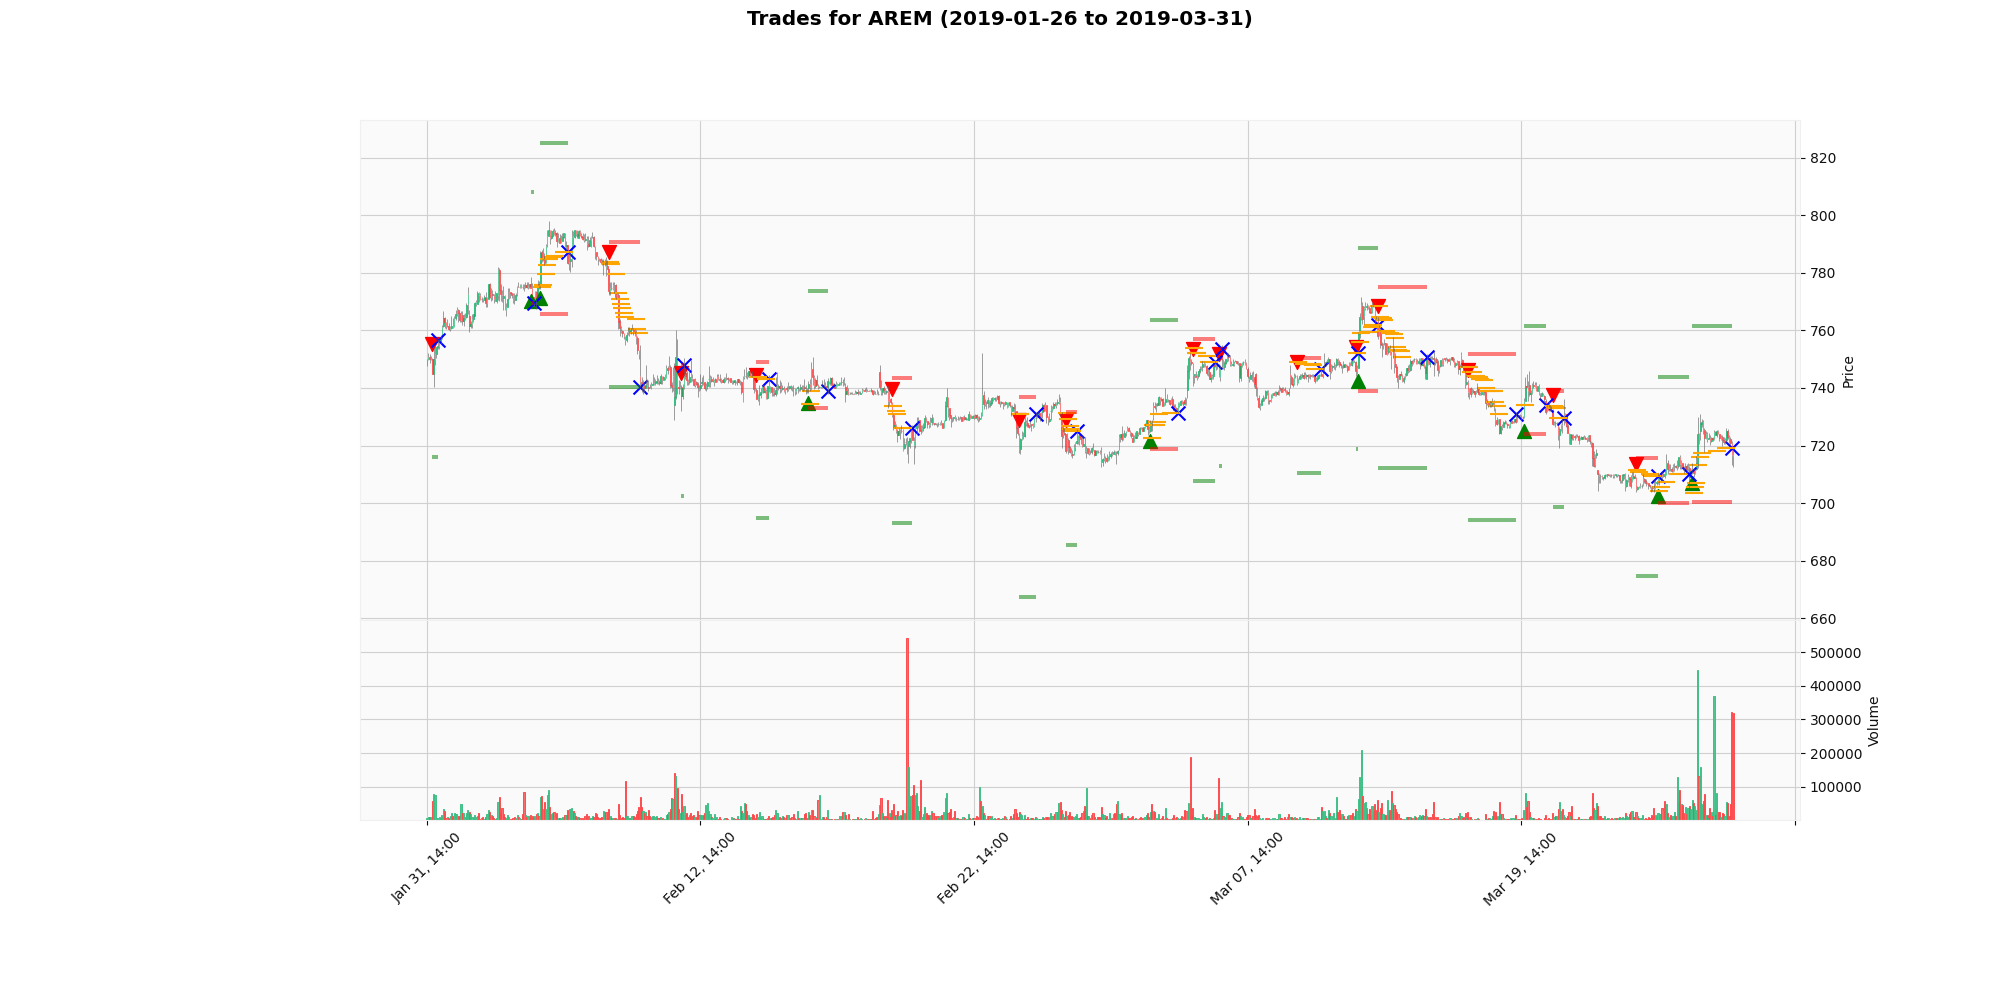 Trades for AREM (2019-01-26 to 2019-03-31)
820
800
780
760
740
720
700
680
660
Price
500000
400000
300000
200000
100000
Volume
Jan 31, 14:00
Feb 12, 14:00
Feb 22, 14:00
Mar 07, 14:00
Mar 19, 14:00